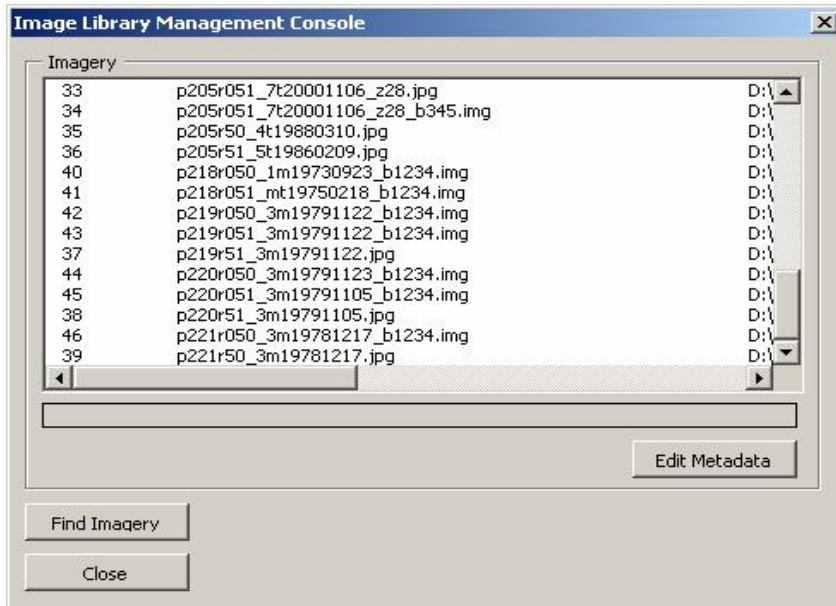 Image Library Management Console
Imagery
33 p205r051_7t20001106_z28.jpg D:\
34 p205r051_7t20001106_z28_b345.img D:\
35 p205r50_4t19880310.jpg D:\
36 p205r51_5t19860209.jpg D:\
40 p218r050_1m19730923_b1234.img D:\
41 p218r051_mt19750218_b1234.img D:\
42 p219r050_3m19791122_b1234.img D:\
43 p219r051_3m19791122_b1234.img D:\
37 p219r51_3m19791122.jpg D:\
44 p220r050_3m19791123_b1234.img D:\
45 p220r051_3m19791105_b1234.img D:\
38 p220r51_3m19791105.jpg D:\
46 p221r050_3m19781217_b1234.img D:\
39 p221r50_3m19781217.jpg D:\
Edit Metadata
Find Imagery
Close